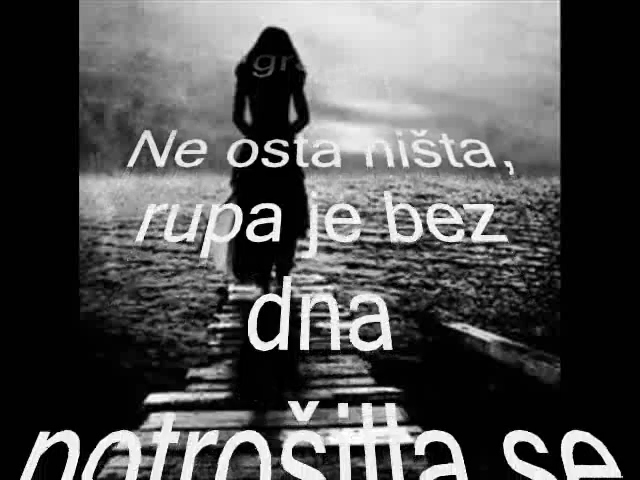 Ne osta ništa,
rupa je bez
dna
se